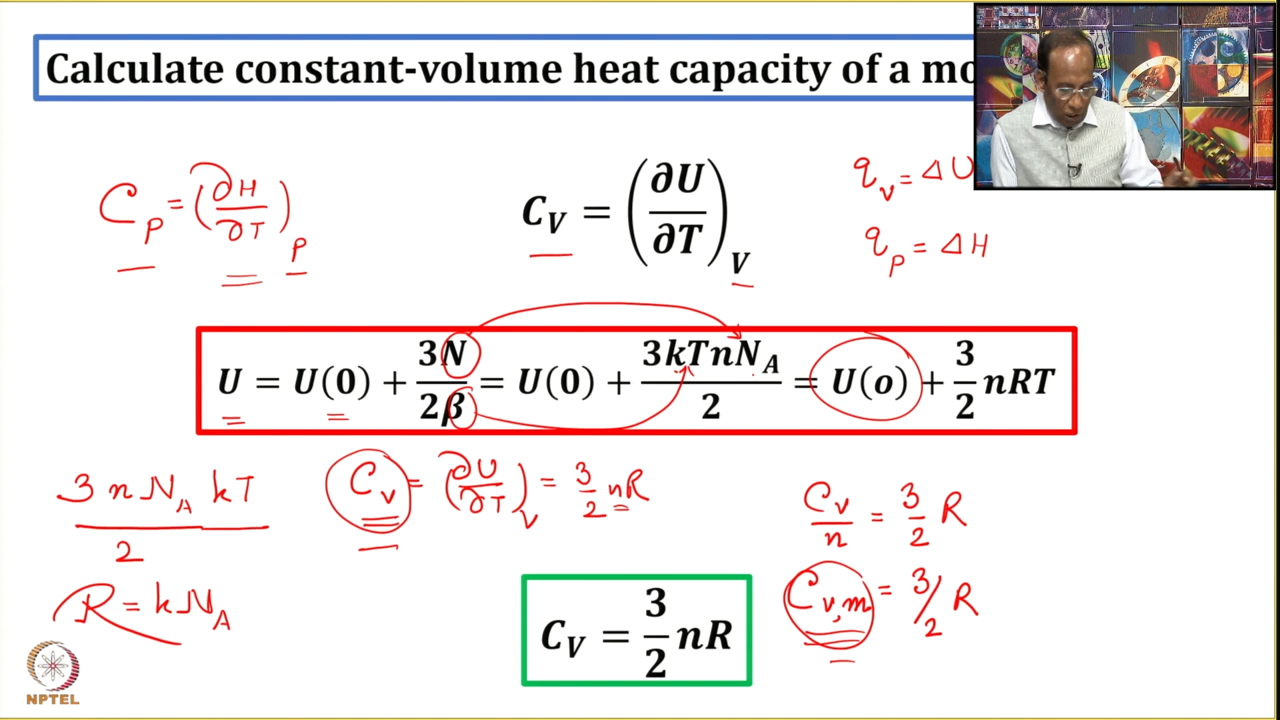 Calculate constant-volume heat capacity of a mo
C_P = (∂H/∂T)_P
C_V = (∂U/∂T)_V
q_v = ΔU
q_p = ΔH
U = U(0) + 3N/2β = U(0) + 3kTnN_A/2 = U(o) + 3/2 nRT
3 n N_A kT / 2
C_v = (∂U/∂T)_V = 3/2 nR
C_v/n = 3/2 R
R = kN_A
C_V = 3/2 nR
C_v,m = 3/2 R
NPTEL